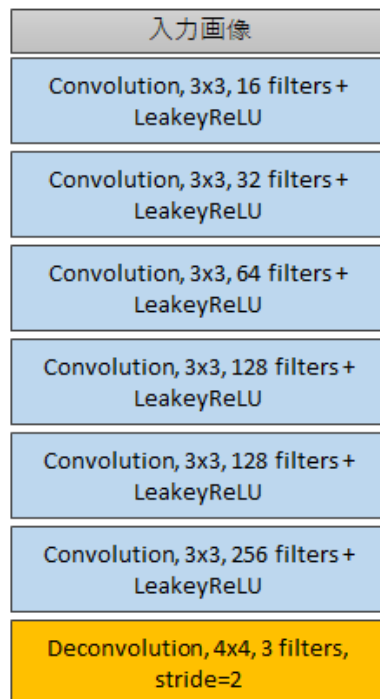 入力画像
Convolution, 3x3, 16 filters +
LeakeyReLU
Convolution, 3x3, 32 filters +
LeakeyReLU
Convolution, 3x3, 64 filters +
LeakeyReLU
Convolution, 3x3, 128 filters +
LeakeyReLU
Convolution, 3x3, 128 filters +
LeakeyReLU
Convolution, 3x3, 256 filters +
LeakeyReLU
Deconvolution, 4x4, 3 filters,
stride=2